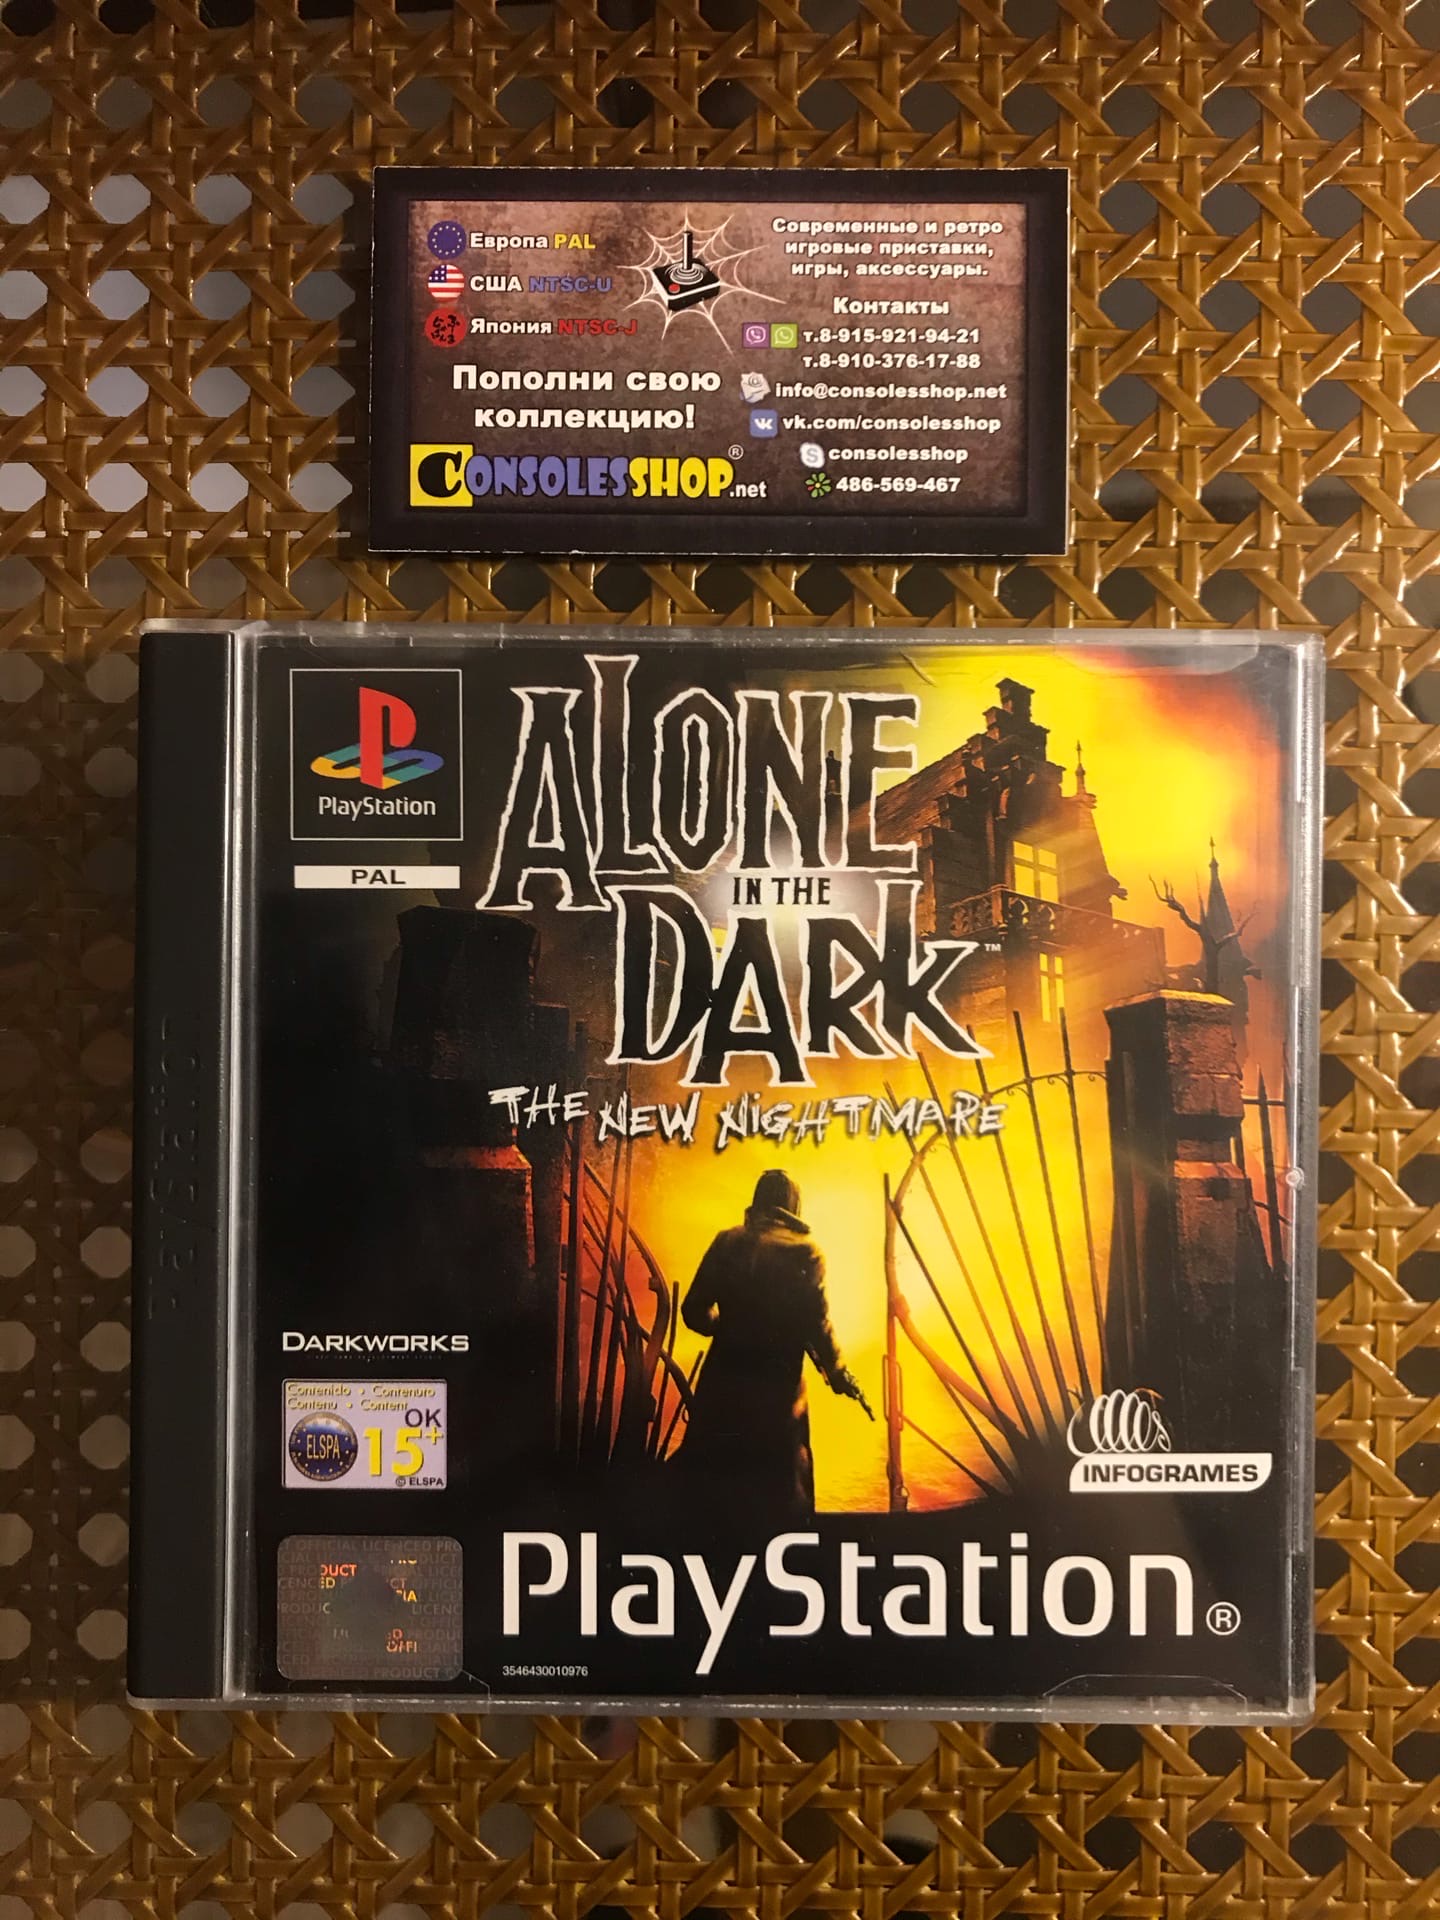 Европа PAL
США NTSC-U
Япония NTSC-J
Пополни свою
коллекцию!
CONSOLESSHOP.net
®
Современные и ретро
игровые приставки,
игры, аксессуары.
Контакты
т.8-915-921-94-21
т.8-910-376-17-88
info@consolesshop.net
vk.com/consolesshop
consolesshop
486-569-467
PlayStation
PAL
ALONE
IN THE
DARK™
THE NEW NIGHTMARE
DARKWORKS
Contenido • Contenuto
Contenu • Content
OK
ELSPA
15+
© ELSPA
INFOGRAMES
PlayStation®
3546430010976